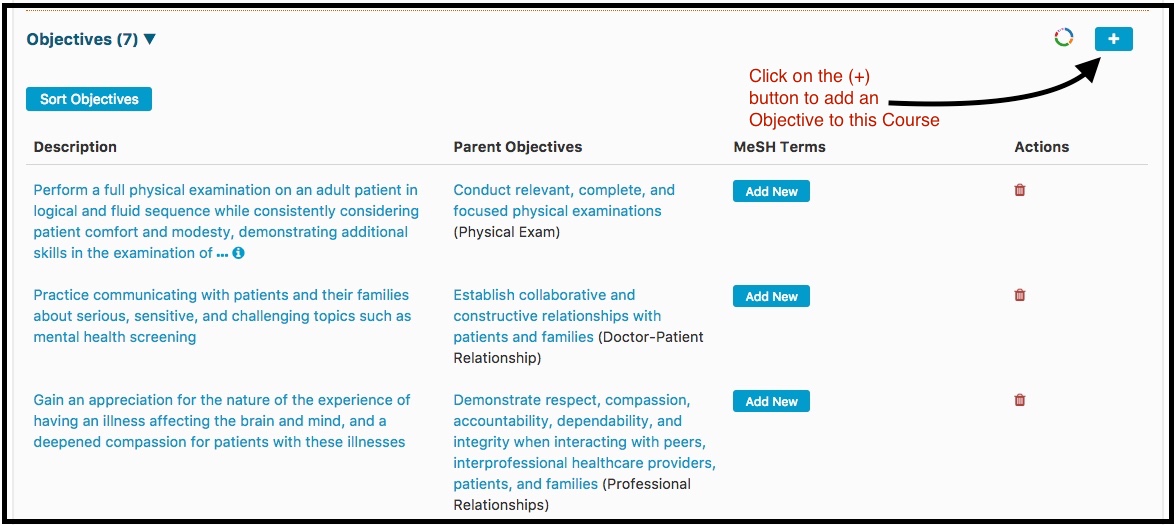 Objectives (7) ▼
+
Click on the (+)
button to add an
Objective to this Course
Sort Objectives
Description Parent Objectives MeSH Terms Actions
Perform a full physical examination on an adult patient in
logical and fluid sequence while consistently considering
patient comfort and modesty, demonstrating additional
skills in the examination of ...
Conduct relevant, complete, and
focused physical examinations
(Physical Exam)
Add New
Practice communicating with patients and their families
about serious, sensitive, and challenging topics such as
mental health screening
Establish collaborative and
constructive relationships with
patients and families (Doctor-Patient
Relationship)
Add New
Gain an appreciation for the nature of the experience of
having an illness affecting the brain and mind, and a
deepened compassion for patients with these illnesses
Demonstrate respect, compassion,
accountability, dependability, and
integrity when interacting with peers,
interprofessional healthcare providers,
patients, and families (Professional
Relationships)
Add New